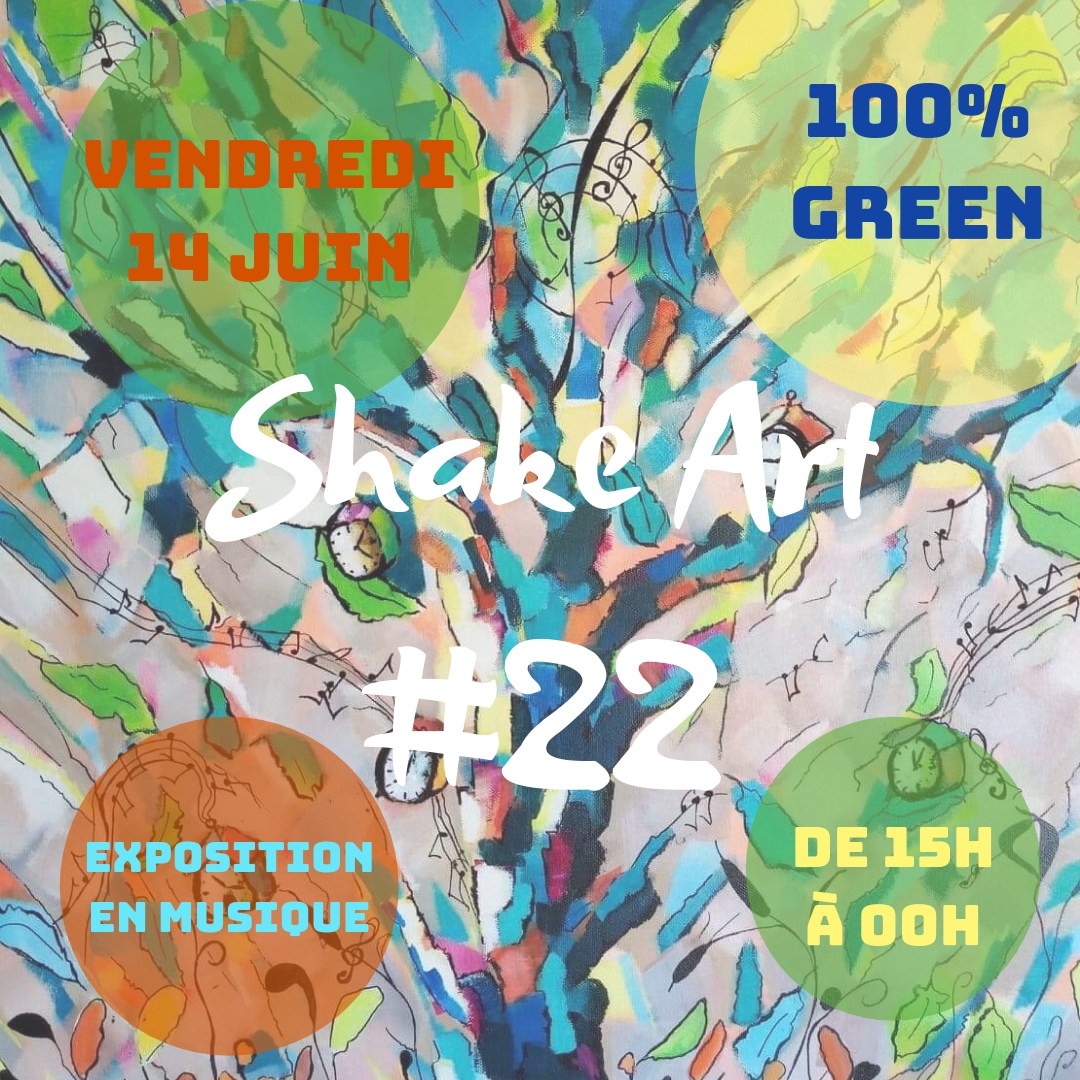 VENDREDI
14 JUIN
100%
GREEN
Shake Art
#22
EXPOSITION
EN MUSIQUE
DE 15H
À 00H